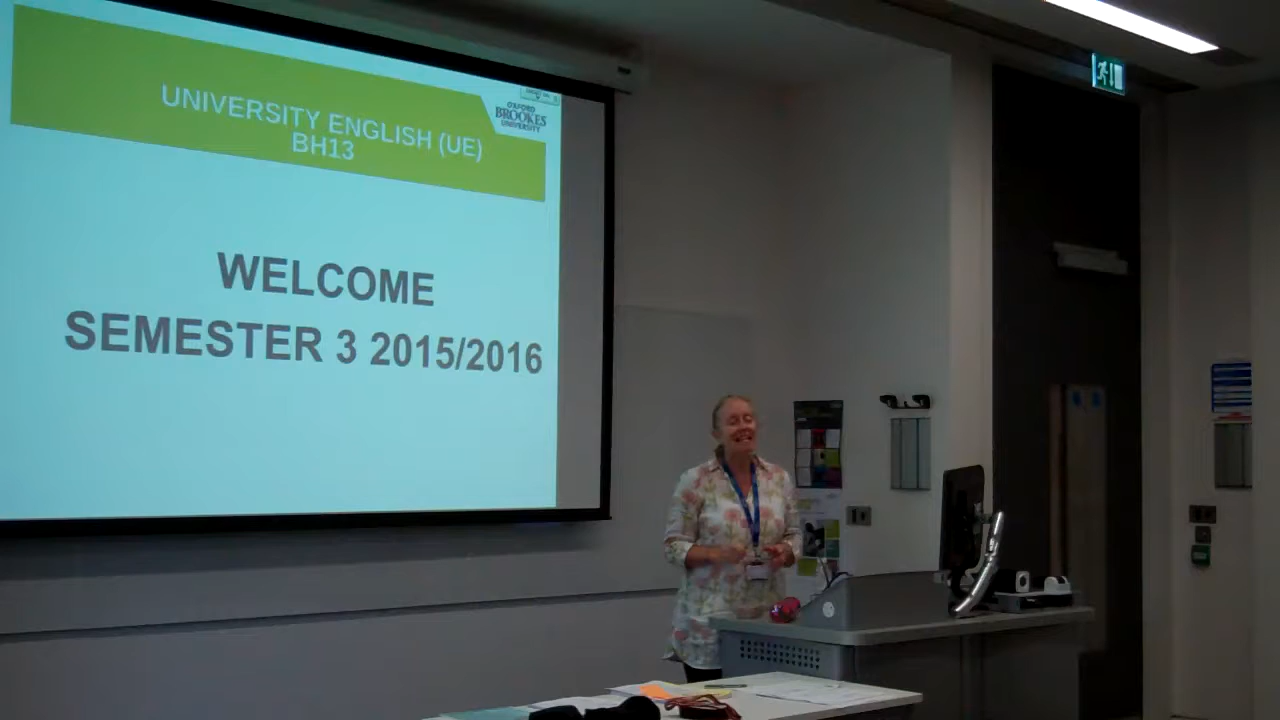 UNIVERSITY ENGLISH (UE)
BH13
OXFORD
BROOKES
UNIVERSITY
WELCOME
SEMESTER 3 2015/2016